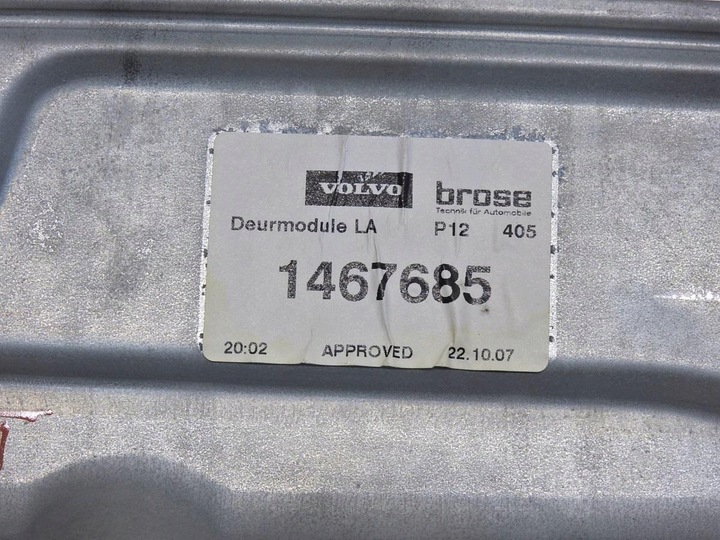 VOLVO brose
Technik für Automobile
Deurmodule LA P12 405
1467685
20:02 APPROVED 22.10.07